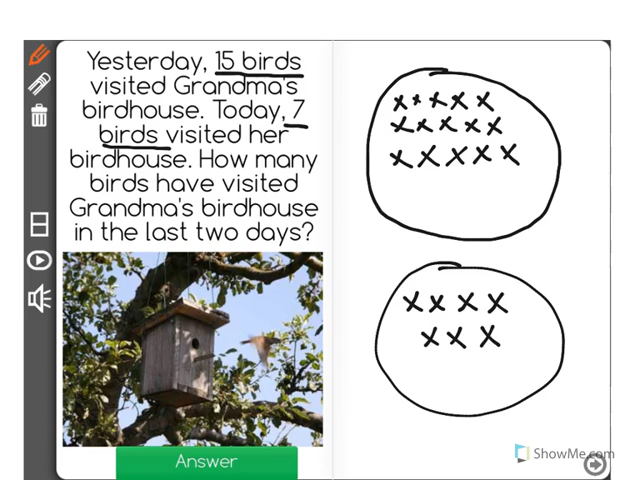 Yesterday, 15 birds
visited Grandma's
birdhouse. Today, 7
birds visited her
birdhouse. How many
birds have visited
Grandma's birdhouse
in the last two days?
x x x x x
x x x x x
x x x x x
x x x x
x x x
Answer
ShowMe.com